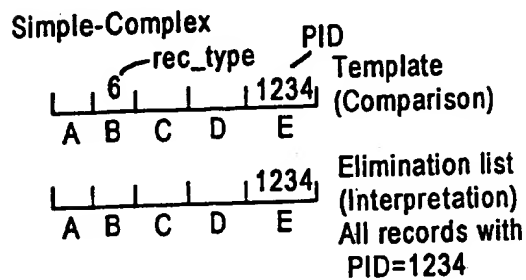 Simple-Complex
PID
6 rec_type
1234 Template
(Comparison)
A B C D E
1234 Elimination list
(Interpretation)
A B C D E
All records with
PID=1234